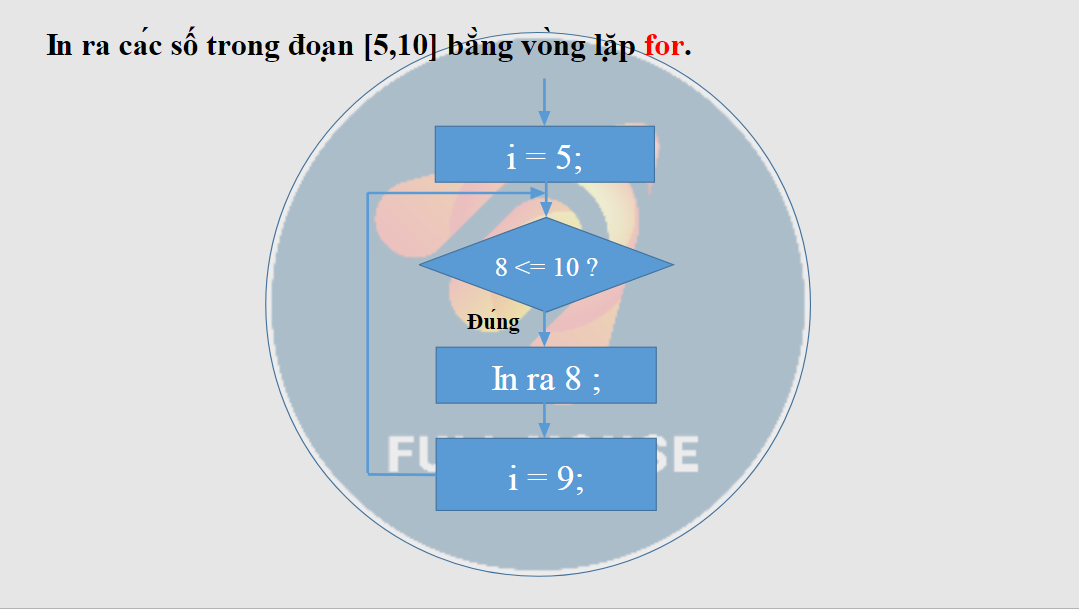 In ra các số trong đoạn [5,10] bằng vòng lặp for.
i = 5;
8 <= 10 ?
Đúng
In ra 8 ;
i = 9;